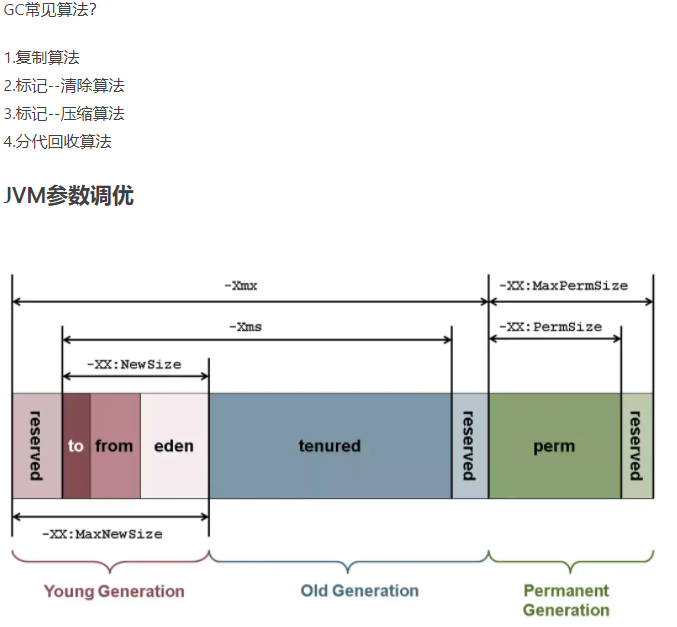 GC常见算法？
1.复制算法
2.标记--清除算法
3.标记--压缩算法
4.分代回收算法
JVM参数调优
-Xmx
-XX:MaxPermSize
-Xms
-XX:PermSize
-XX:NewSize
reserved
to
from
eden
tenured
reserved
perm
reserved
-XX:MaxNewSize
Young Generation
Old Generation
Permanent
Generation